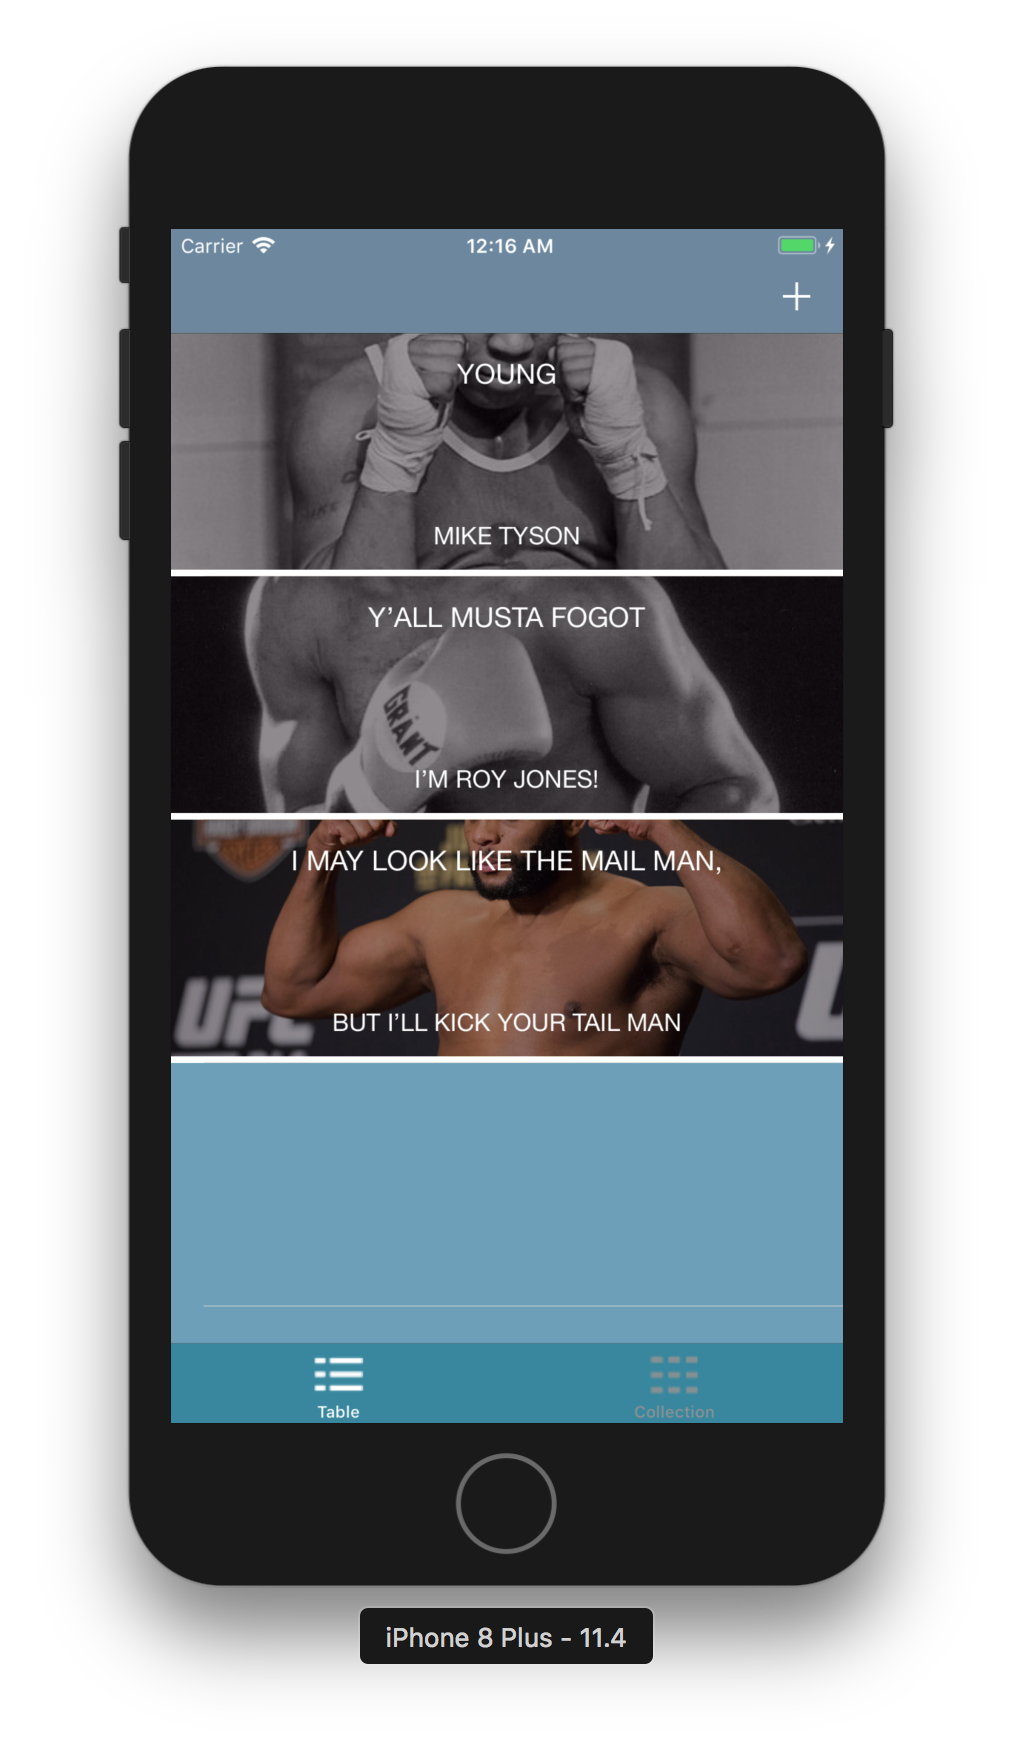 Carrier 12:16 AM
YOUNG
MIKE TYSON
Y'ALL MUSTA FOGOT
GRANT
I'M ROY JONES!
I MAY LOOK LIKE THE MAIL MAN,
UFC
BUT I'LL KICK YOUR TAIL MAN
Table Collection
iPhone 8 Plus - 11.4